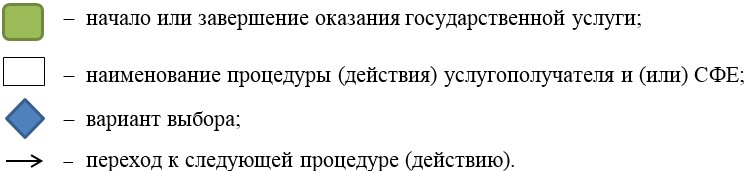 – начало или завершение оказания государственной услуги;
– наименование процедуры (действия) услугополучателя и (или) СФЕ;
– вариант выбора;
– переход к следующей процедуре (действию).